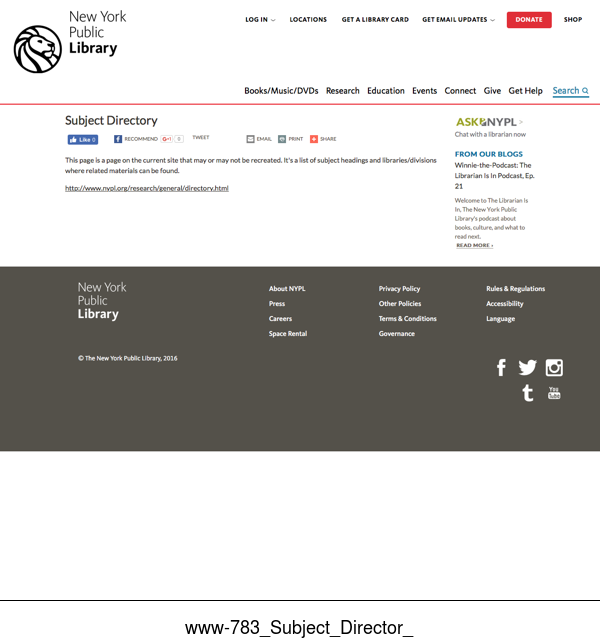 New York
Public
Library
LOG IN
LOCATIONS
GET A LIBRARY CARD
GET EMAIL UPDATES
DONATE
SHOP
Books/Music/DVDs Research Education Events Connect Give Get Help Search
Subject Directory
Like 0
RECOMMEND
G+1 0
TWEET
EMAIL
PRINT
SHARE
This page is a page on the current site that may or may not be recreated. It's a list of subject headings and libraries/divisions
where related materials can be found.
http://www.nypl.org/research/general/directory.html
ASK NYPL >
Chat with a librarian now
FROM OUR BLOGS
Winnie-the-Podcast: The
Librarian Is In Podcast, Ep.
21
Welcome to The Librarian Is
In, The New York Public
Library's podcast about
books, culture, and what to
read next.
READ MORE ›
New York
Public
Library
About NYPL
Press
Careers
Space Rental
Privacy Policy
Other Policies
Terms & Conditions
Governance
Rules & Regulations
Accessibility
Language
© The New York Public Library, 2016
You
Tube
www-783_Subject_Director_